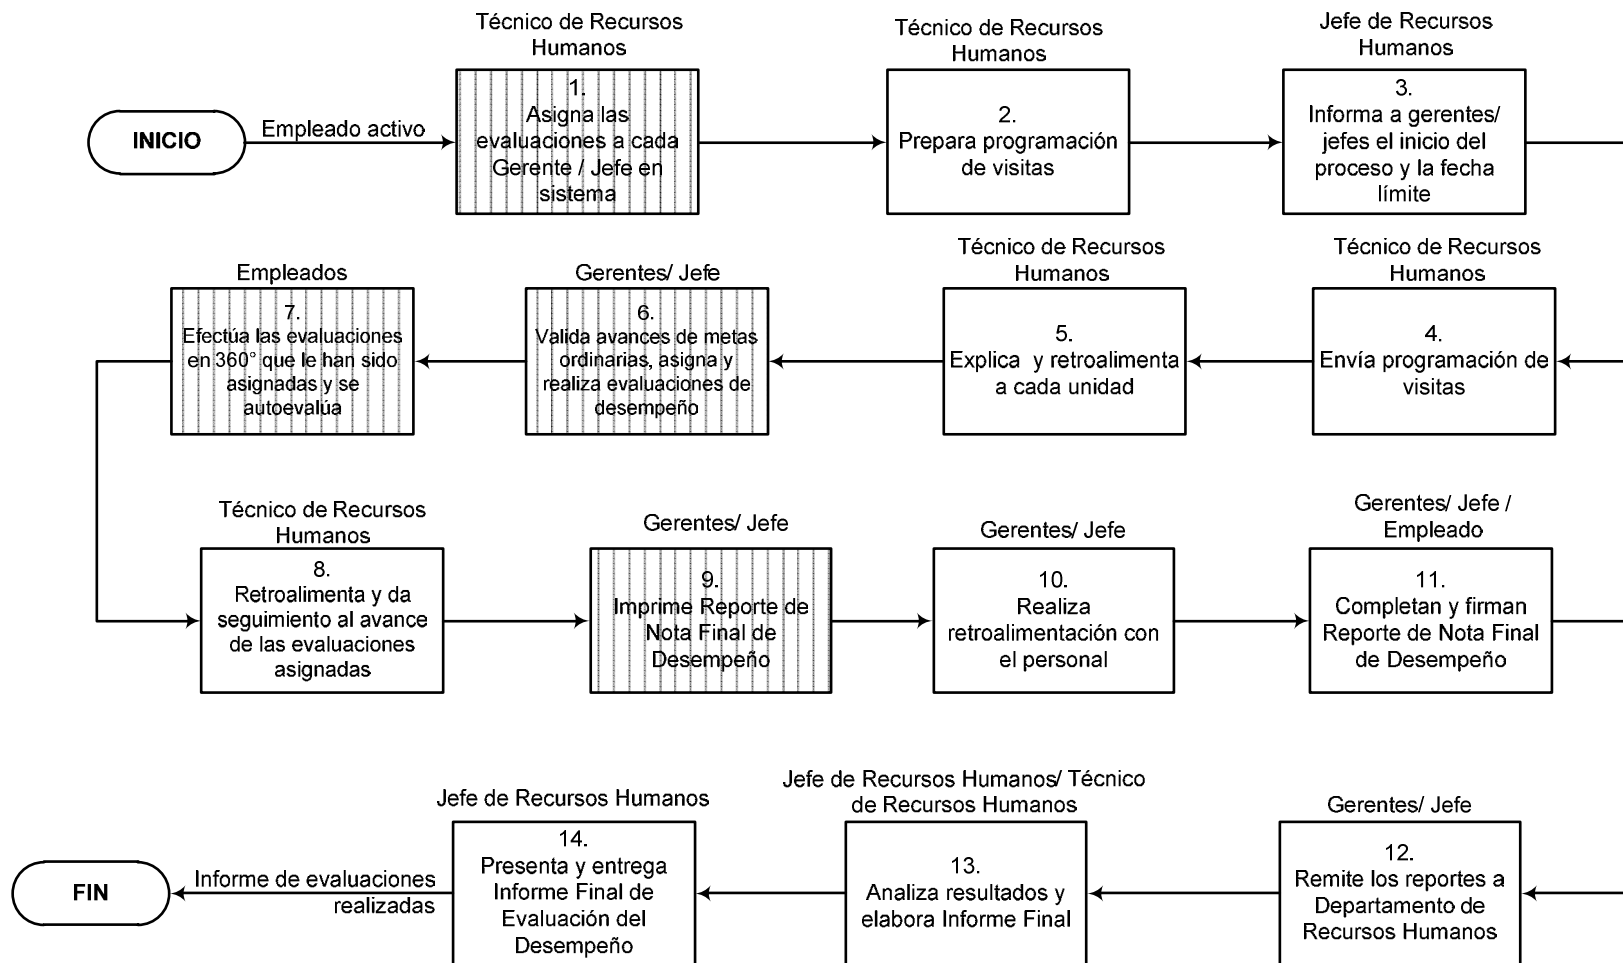 INICIO
Empleado activo
Técnico de Recursos
Humanos
1.
Asigna las
evaluaciones a cada
Gerente / Jefe en
sistema
Técnico de Recursos
Humanos
2.
Prepara programación
de visitas
Jefe de Recursos
Humanos
3.
Informa a gerentes/
jefes el inicio del
proceso y la fecha
límite
Técnico de Recursos
Humanos
4.
Envía programación de
visitas
Técnico de Recursos
Humanos
5.
Explica y retroalimenta
a cada unidad
Gerentes/ Jefe
6.
Valida avances de metas
ordinarias, asigna y
realiza evaluaciones de
desempeño
Empleados
7.
Efectúa las evaluaciones
en 360° que le han sido
asignadas y se
autoevalúa
Técnico de Recursos
Humanos
8.
Retroalimenta y da
seguimiento al avance
de las evaluaciones
asignadas
Gerentes/ Jefe
9.
Imprime Reporte de
Nota Final de
Desempeño
Gerentes/ Jefe
10.
Realiza
retroalimentación con
el personal
Gerentes/ Jefe /
Empleado
11.
Completan y firman
Reporte de Nota Final
de Desempeño
Gerentes/ Jefe
12.
Remite los reportes a
Departamento de
Recursos Humanos
Jefe de Recursos Humanos/ Técnico
de Recursos Humanos
13.
Analiza resultados y
elabora Informe Final
Jefe de Recursos Humanos
14.
Presenta y entrega
Informe Final de
Evaluación del
Desempeño
Informe de evaluaciones
realizadas
FIN